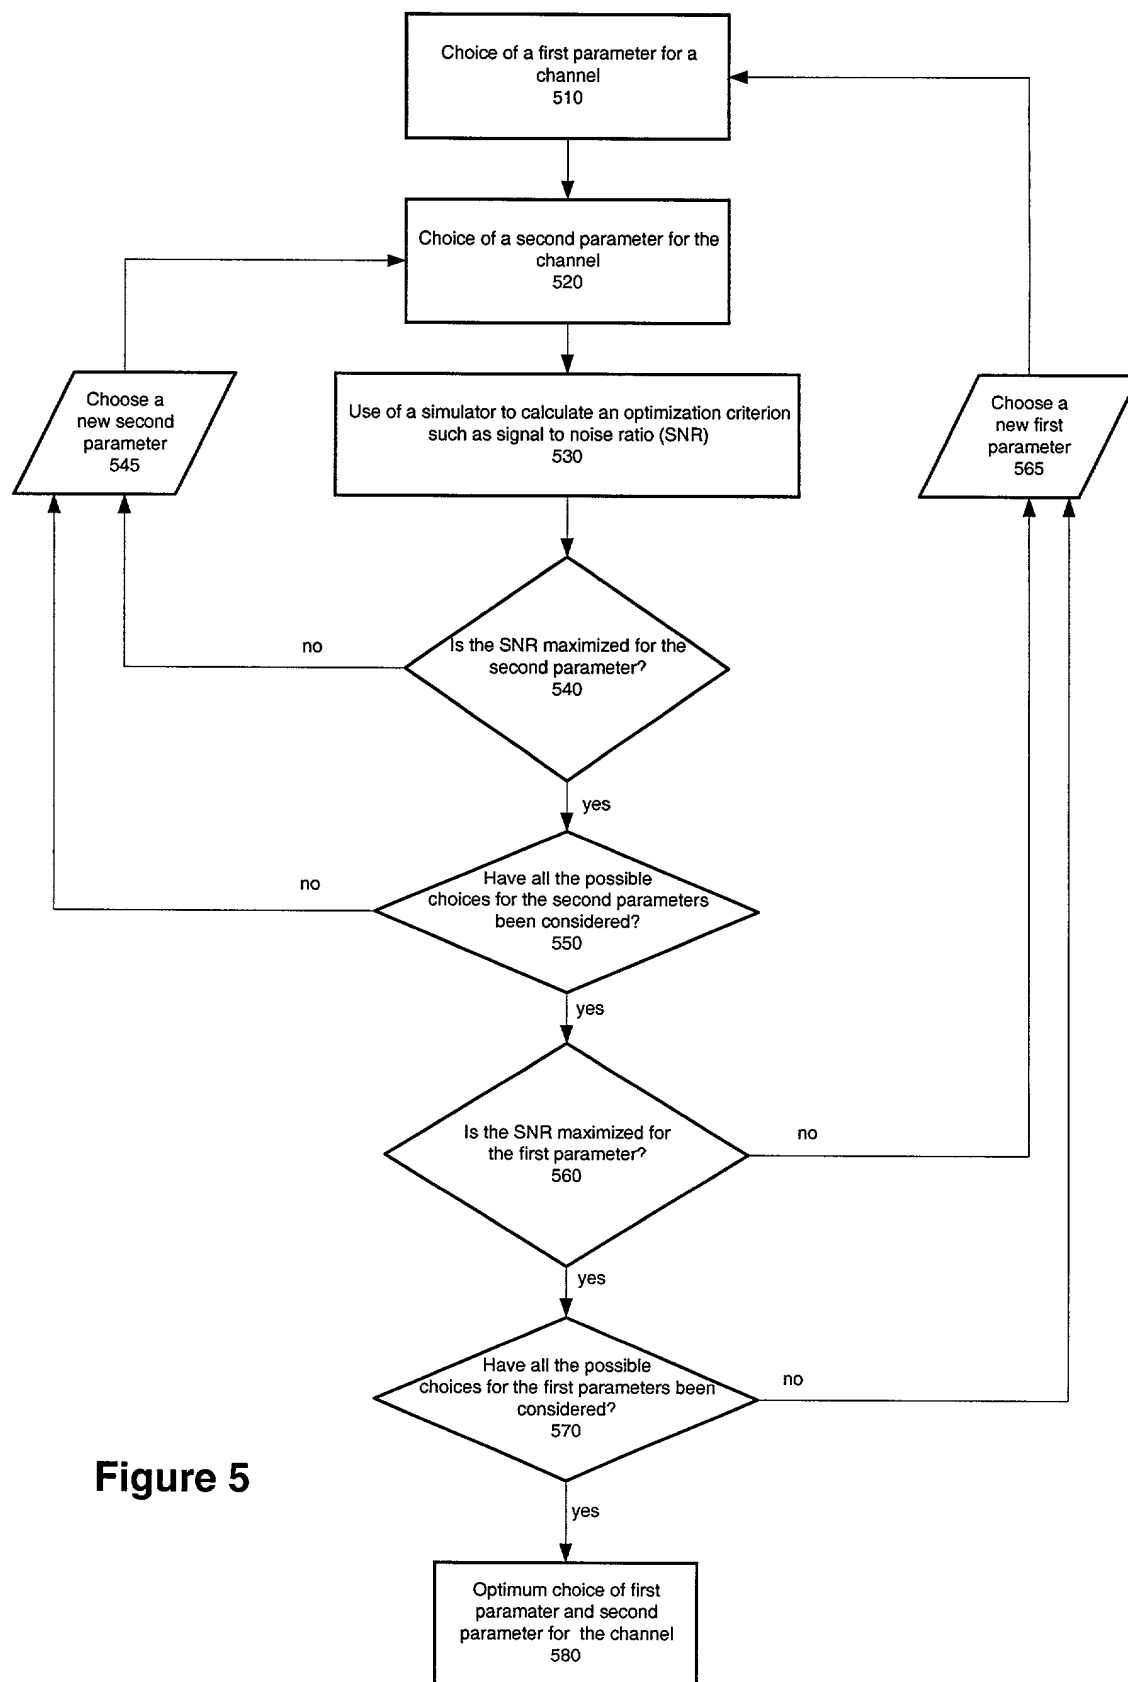 Choice of a first parameter for a
channel
510
Choice of a second parameter for the
channel
520
Choose a
new second
parameter
545
Use of a simulator to calculate an optimization criterion
such as signal to noise ratio (SNR)
530
Choose a
new first
parameter
565
no
Is the SNR maximized for the
second parameter?
540
yes
no
Have all the possible
choices for the second parameters
been considered?
550
yes
Is the SNR maximized for
the first parameter?
560
no
yes
Have all the possible
choices for the first parameters been
considered?
570
no
Figure 5
yes
Optimum choice of first
paramater and second
parameter for the channel
580